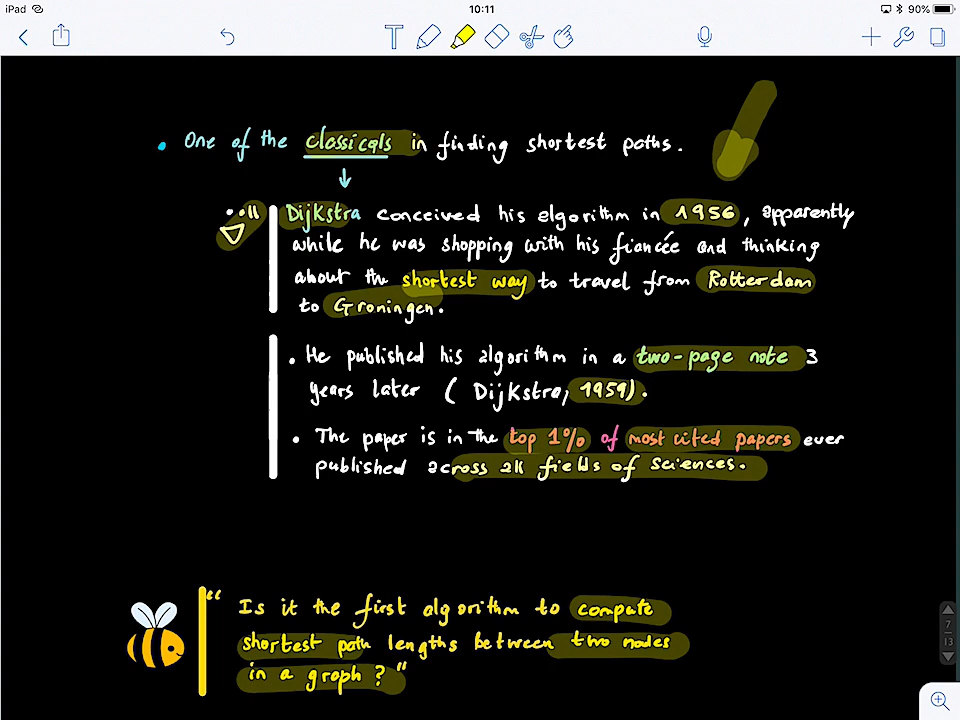 iPad
10:11
90%
T
• One of the classicals in finding shortest paths.
Dijkstra conceived his algorithm in 1956, apparently
while he was shopping with his fiancée and thinking
about the shortest way to travel from Rotterdam
to Groningen.
• He published his algorithm in a two-page note 3
years later (Dijkstra, 1959).
• The paper is in the top 1% of most cited papers ever
published across all fields of sciences.
“Is it the first algorithm to compute
shortest path lengths between two nodes
in a graph?”
7
13